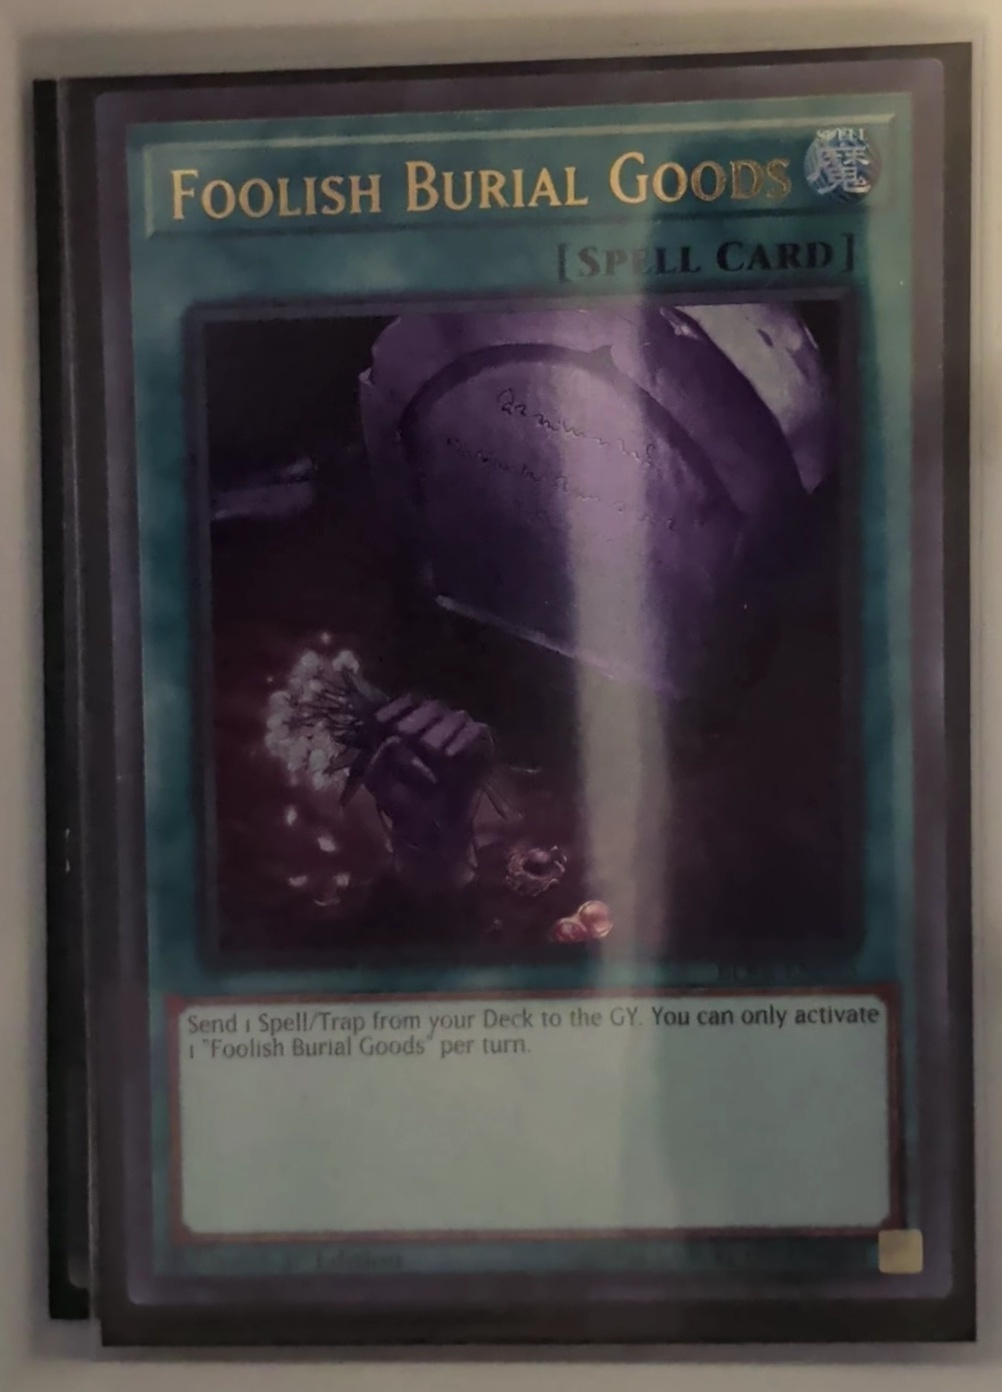 FOOLISH BURIAL GOODS
SPELL
魔
[SPELL CARD]
Send 1 Spell/Trap from your Deck to the GY. You can only activate
1 "Foolish Burial Goods" per turn.
Edition